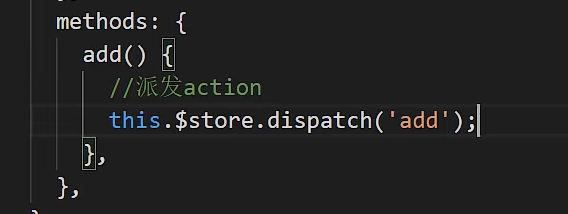 methods: {
add() {
//派发action
this.$store.dispatch('add');
},
},